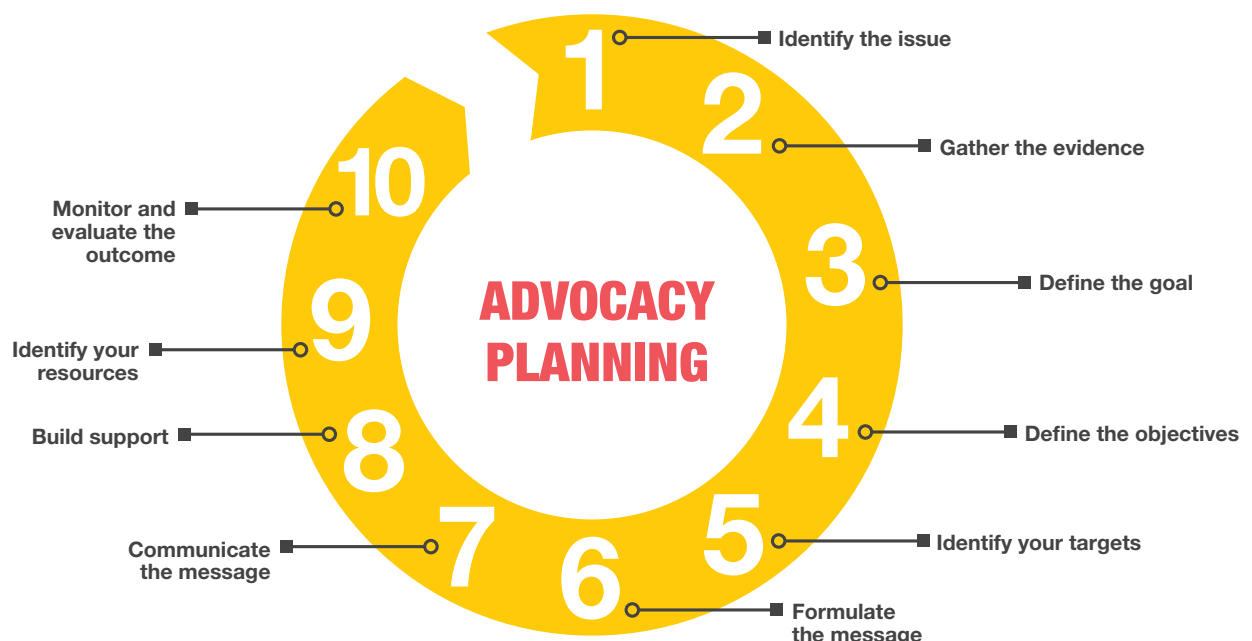 1
Identify the issue
2
Gather the evidence
3
Define the goal
4
Define the objectives
5
Identify your targets
6
Formulate
the message
7
Communicate
the message
8
Build support
9
Identify your
resources
10
Monitor and
evaluate the
outcome
ADVOCACY
PLANNING